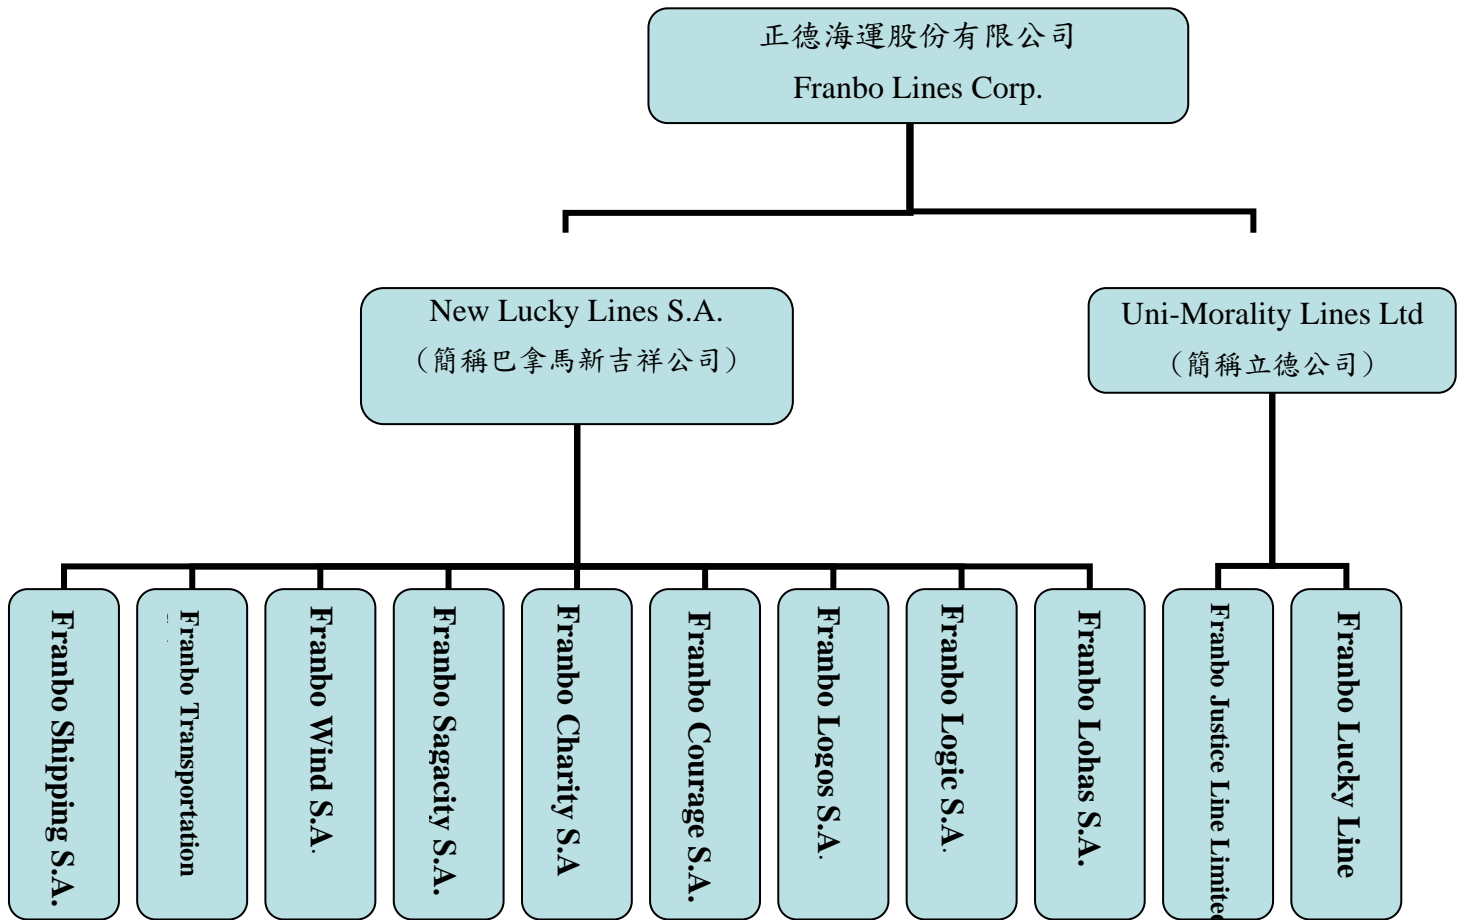 正德海運股份有限公司
Franbo Lines Corp.
New Lucky Lines S.A.
（簡稱巴拿馬新吉祥公司）
Uni-Morality Lines Ltd
（簡稱立德公司）
Franbo Shipping S.A.
Franbo Transportation
Franbo Wind S.A.
Franbo Sagacity S.A.
Franbo Charity S.A
Franbo Courage S.A.
Franbo Logos S.A.
Franbo Logic S.A.
Franbo Lohas S.A.
Franbo Justice Line Limited
Franbo Lucky Line